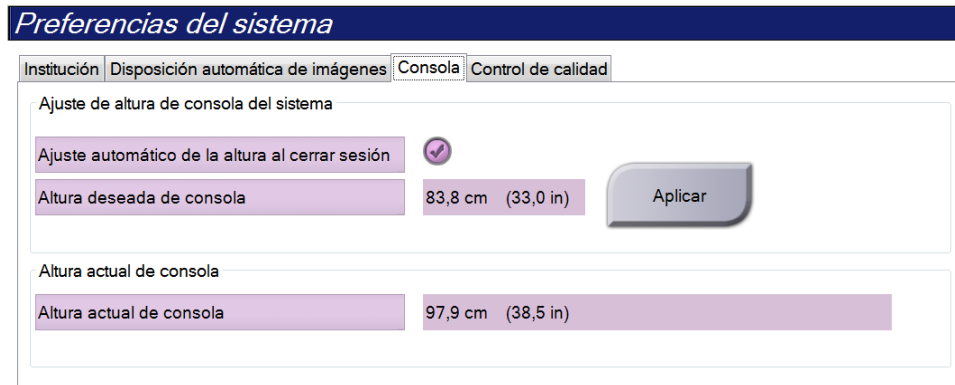 Preferencias del sistema
Institución Disposición automática de imágenes Consola Control de calidad
Ajuste de altura de consola del sistema
Ajuste automático de la altura al cerrar sesión
Altura deseada de consola 83,8 cm (33,0 in) Aplicar
Altura actual de consola
Altura actual de consola 97,9 cm (38,5 in)